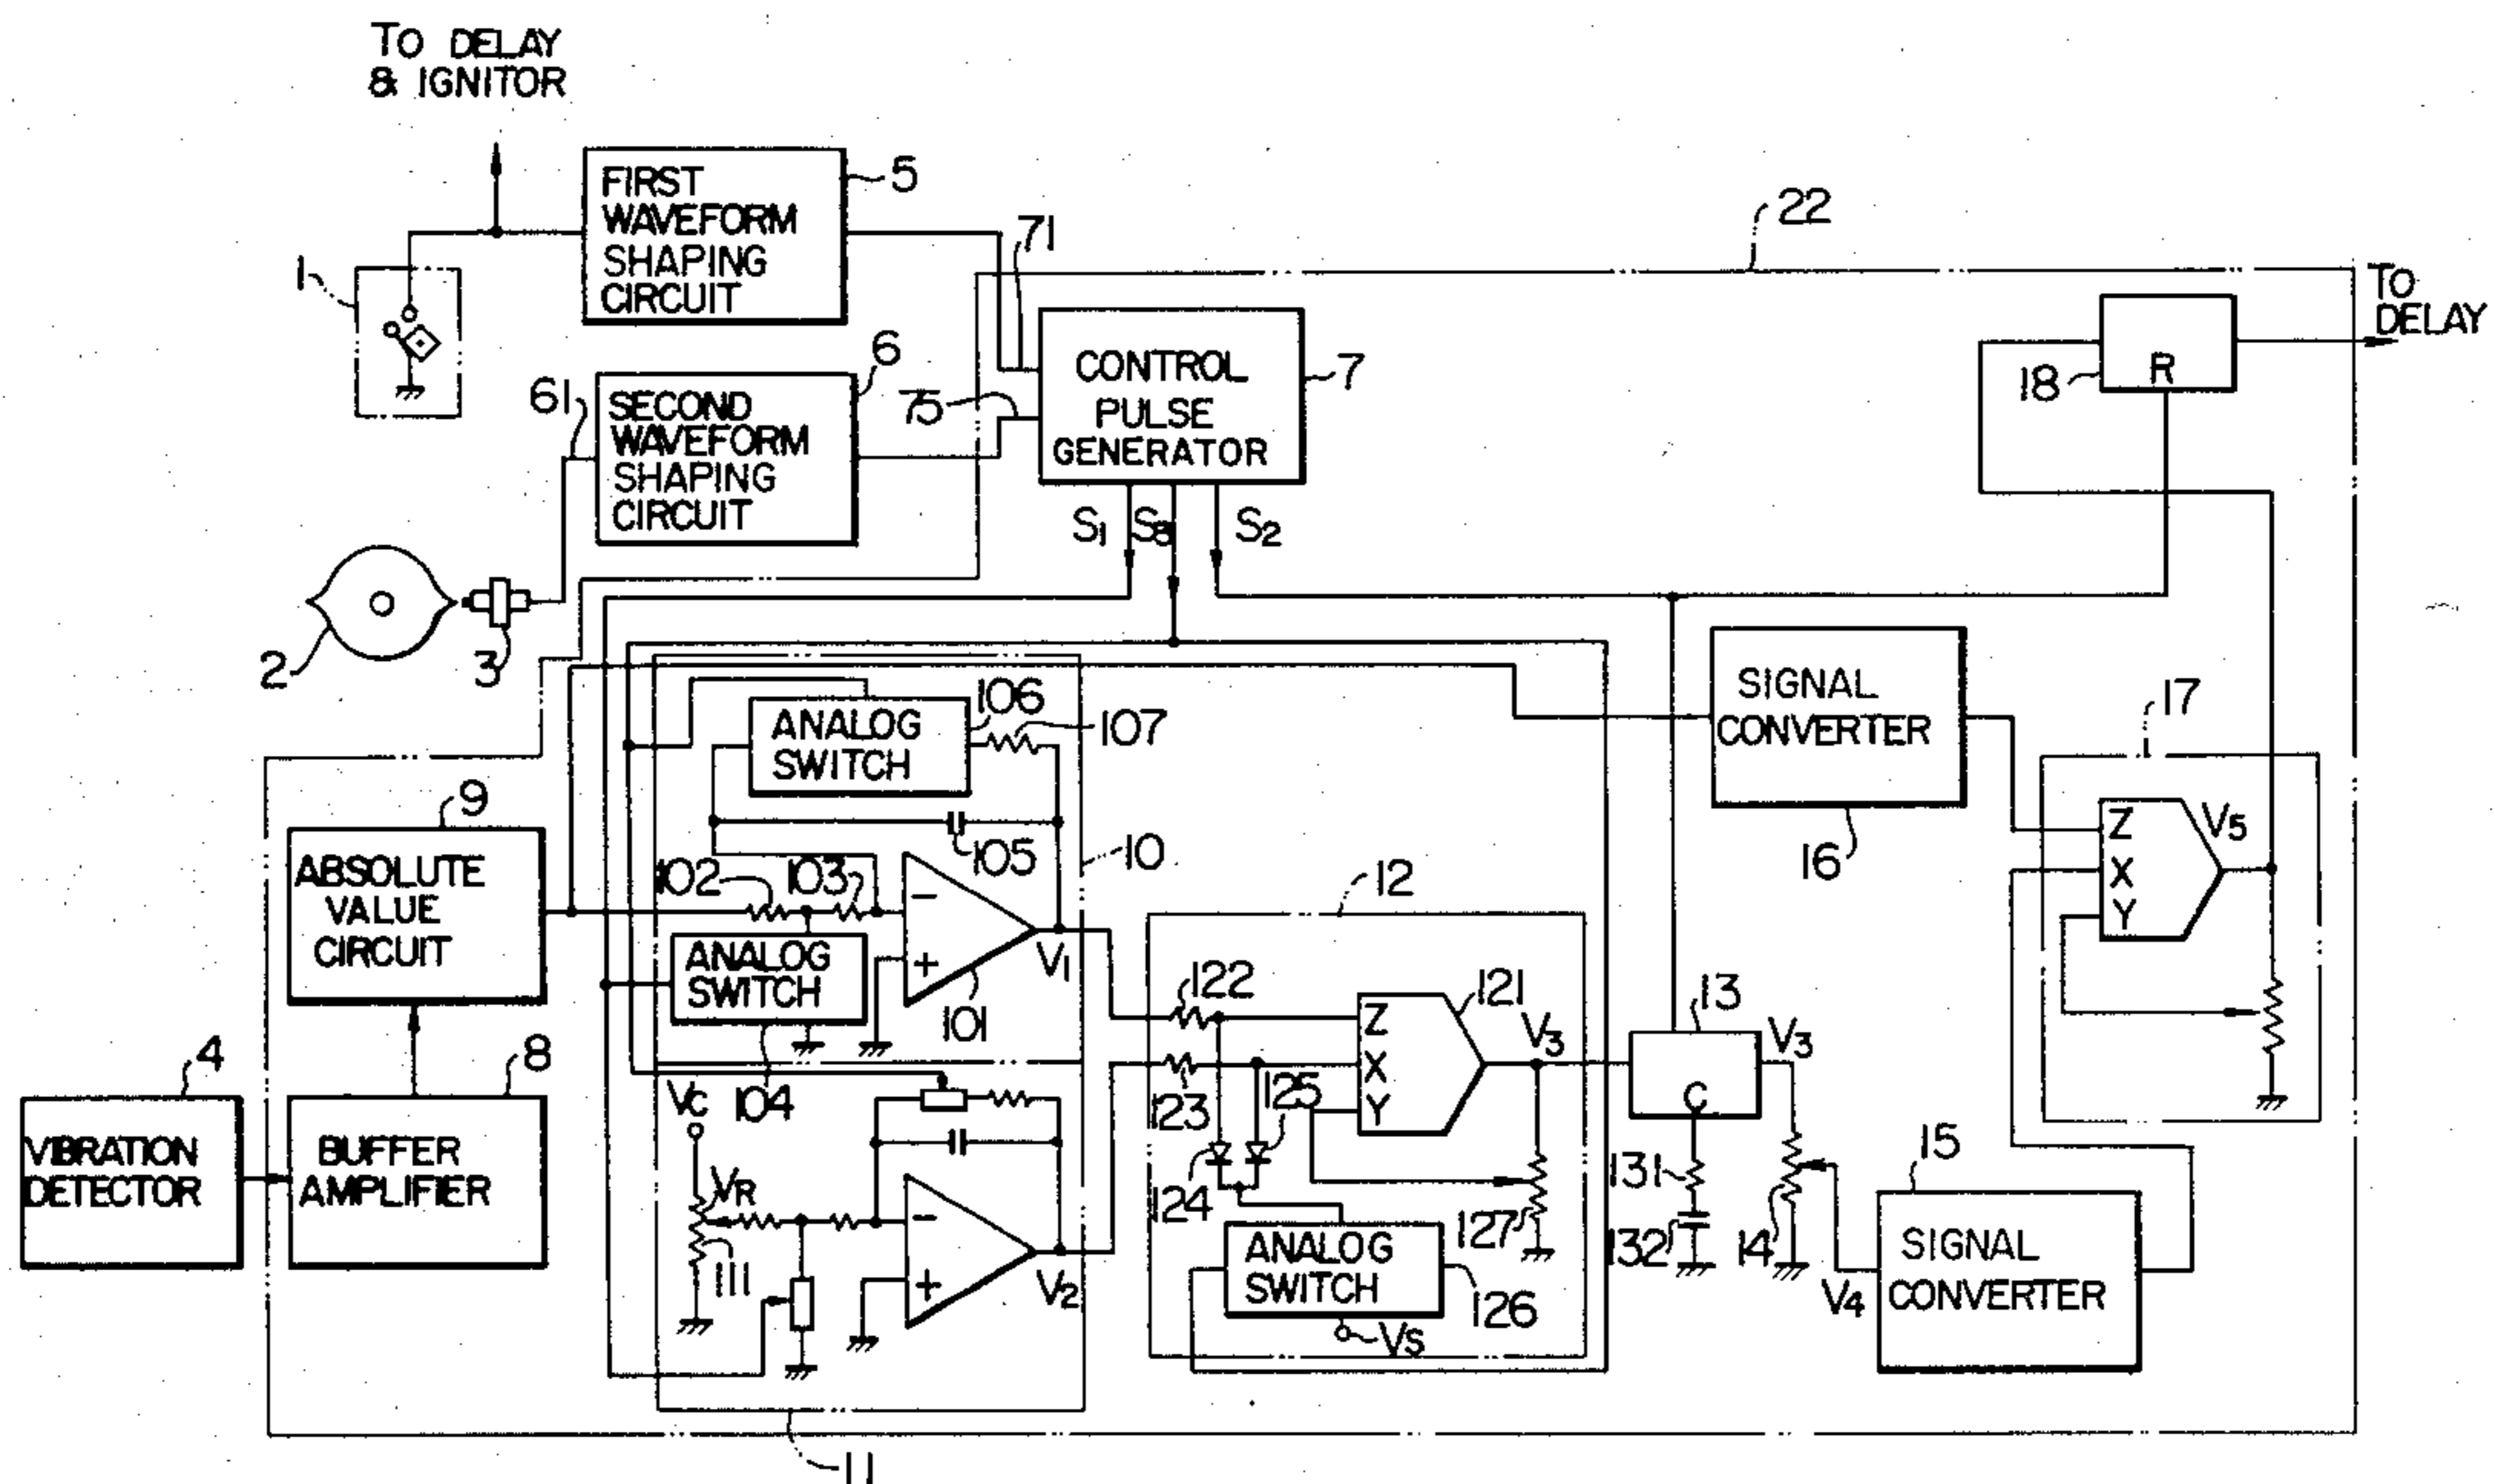 TO DELAY
& IGNITOR
FIRST
WAVEFORM
SHAPING
CIRCUIT
5
71
22
1
TO
DELAY
6
61
SECOND
WAVEFORM
SHAPING
CIRCUIT
75
CONTROL
PULSE
GENERATOR
7
18
R
S1
S3
S2
2
3
SIGNAL
CONVERTER
16
17
106
ANALOG
SWITCH
107
105
10
9
ABSOLUTE
VALUE
CIRCUIT
102
103
-
+
101
V1
ANALOG
SWITCH
104
Z
X
Y
V5
12
122
121
Z
X
Y
V3
13
V3
C
4
8
VIBRATION
DETECTOR
BUFFER
AMPLIFIER
VC
VR
111
-
+
V2
123
125
124
127
131
132
14
15
V4
SIGNAL
CONVERTER
ANALOG
SWITCH
126
VS
11